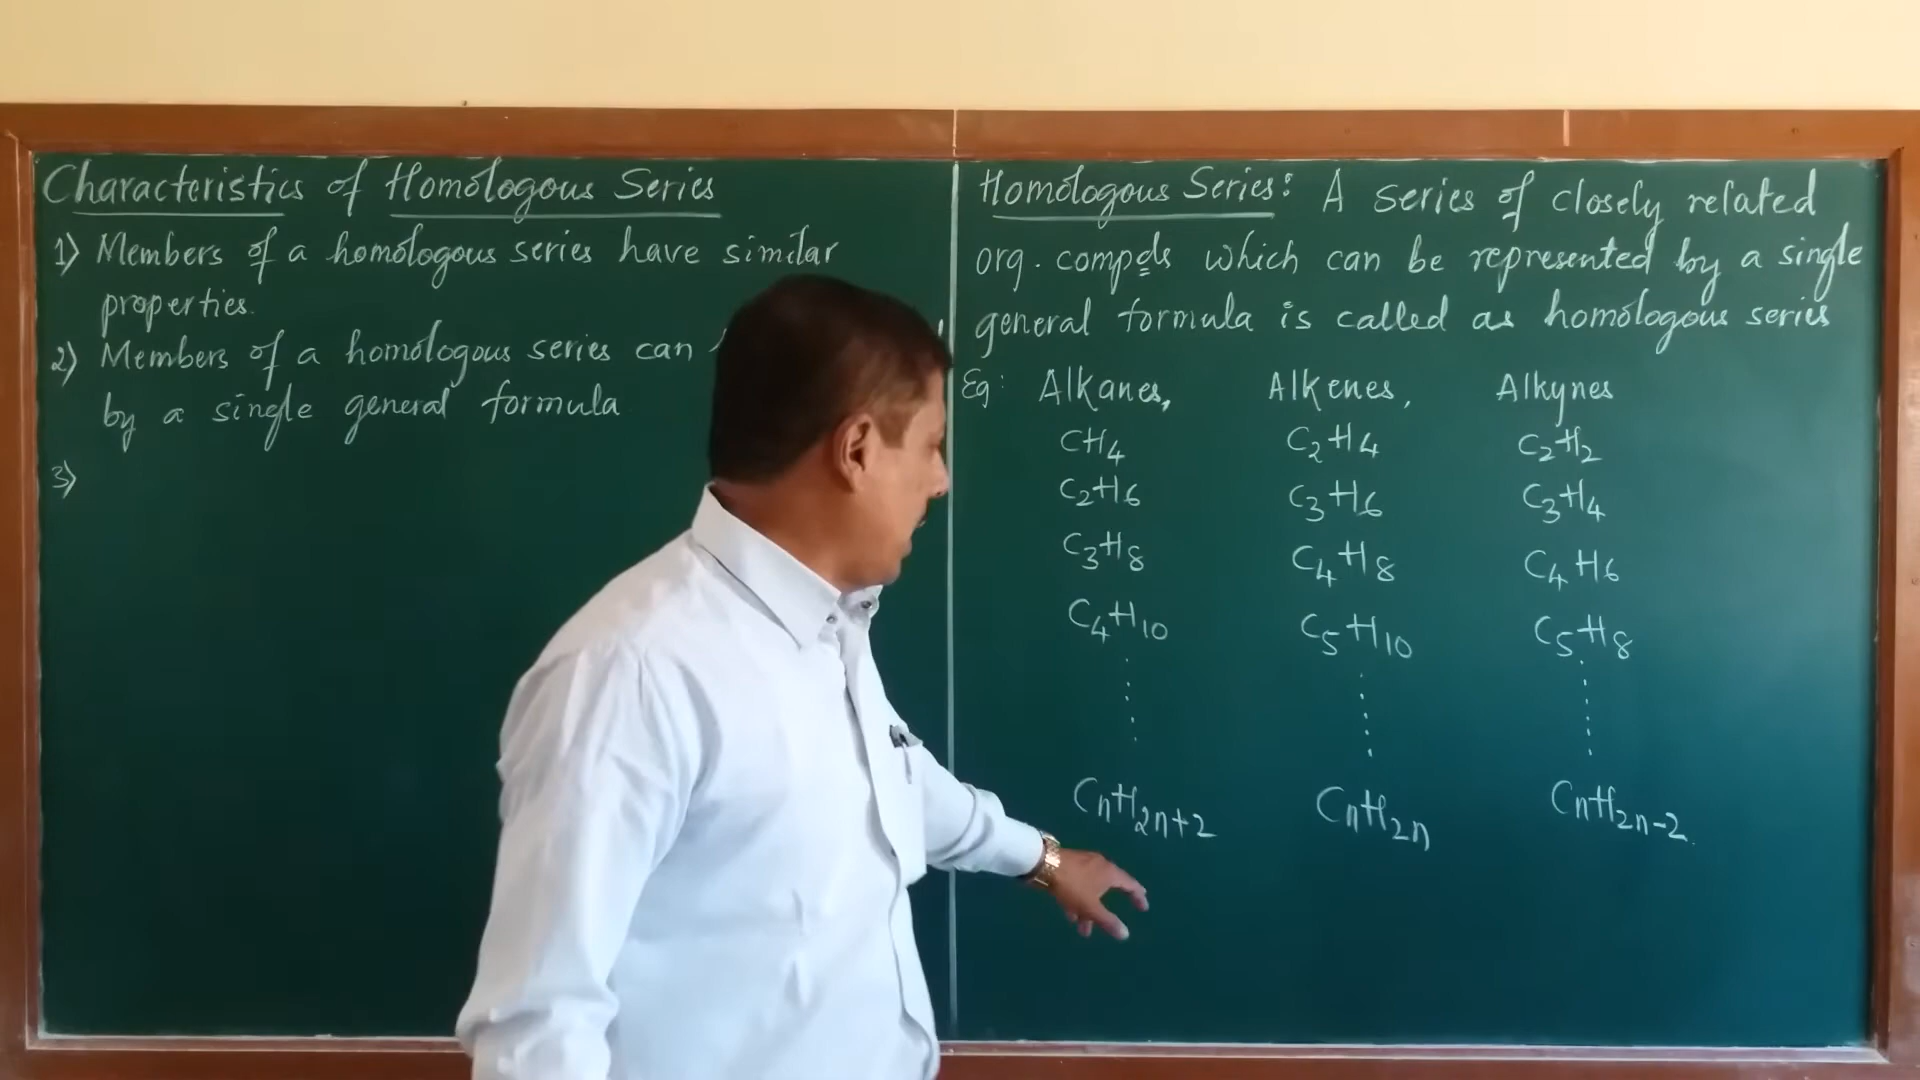 Characteristics of Homologous Series
1) Members of a homologous series have similar
properties.
2) Members of a homologous series can
by a single general formula
3)
Homologous Series: A series of closely related
org. compds which can be represented by a single
general formula is called as homologous series
Eg: Alkanes, Alkenes, Alkynes
CH4 C2H4 C2H2
C2H6 C3H6 C3H4
C3H8 C4H8 C4H6
C4H10 C5H10 C5H8
CnH2n+2 CnH2n CnH2n-2